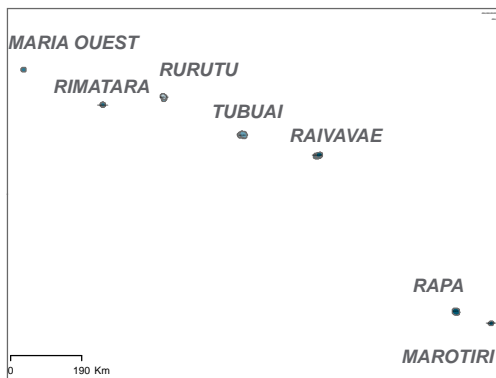 MARIA OUEST
RURUTU
RIMATARA
TUBUAI
RAIVAVAE
RAPA
MAROTIRI
0 190 Km